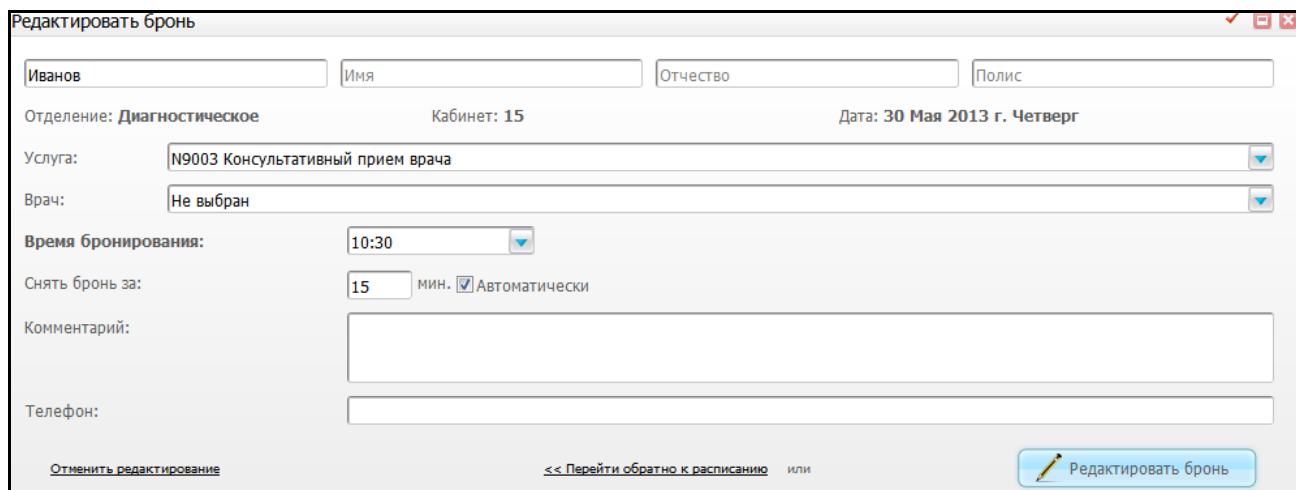 Редактировать бронь
Иванов Имя Отчество Полис
Отделение: Диагностическое Кабинет: 15 Дата: 30 Мая 2013 г. Четверг
Услуга: N9003 Консультативный прием врача
Врач: Не выбран
Время бронирования: 10:30
Снять бронь за: 15 мин. Автоматически
Комментарий:
Телефон:
Отменить редактирование << Перейти обратно к расписанию или Редактировать бронь